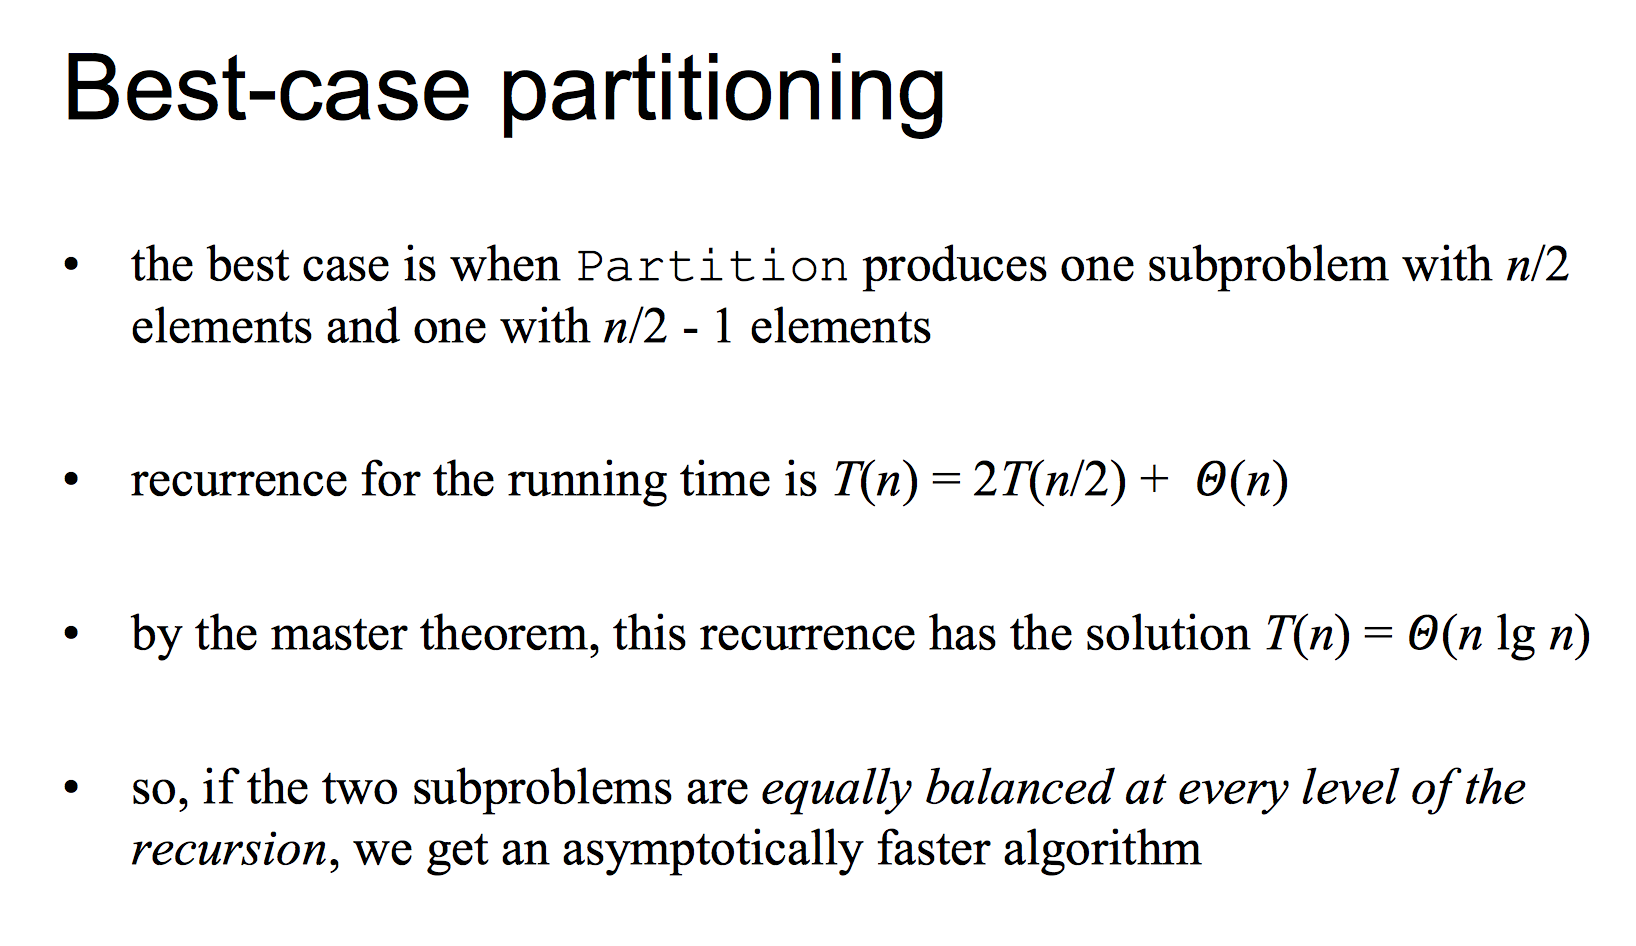 Best-case partitioning
• the best case is when Partition produces one subproblem with n/2
elements and one with n/2 - 1 elements
• recurrence for the running time is T(n) = 2T(n/2) + Θ(n)
• by the master theorem, this recurrence has the solution T(n) = Θ(n lg n)
• so, if the two subproblems are equally balanced at every level of the
recursion, we get an asymptotically faster algorithm